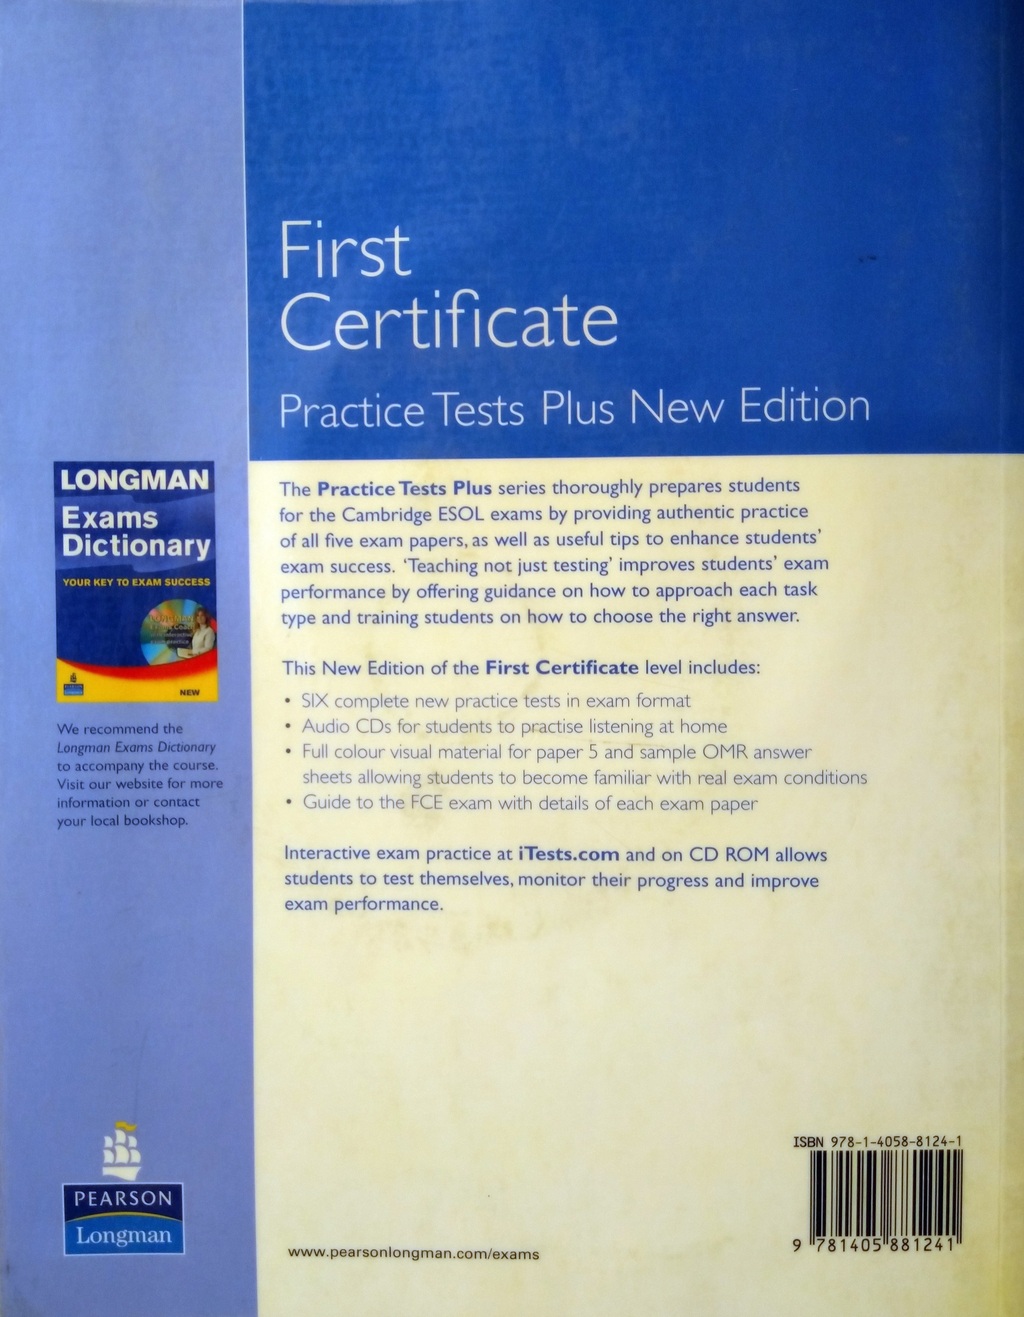 First
Certificate
Practice Tests Plus New Edition
LONGMAN
Exams
Dictionary
YOUR KEY TO EXAM SUCCESS
NEW
We recommend the
Longman Exams Dictionary
to accompany the course.
Visit our website for more
information or contact
your local bookshop.
The Practice Tests Plus series thoroughly prepares students
for the Cambridge ESOL exams by providing authentic practice
of all five exam papers, as well as useful tips to enhance students'
exam success. 'Teaching not just testing' improves students' exam
performance by offering guidance on how to approach each task
type and training students on how to choose the right answer.
This New Edition of the First Certificate level includes:
• SIX complete new practice tests in exam format
• Audio CDs for students to practise listening at home
• Full colour visual material for paper 5 and sample OMR answer
sheets allowing students to become familiar with real exam conditions
• Guide to the FCE exam with details of each exam paper
Interactive exam practice at iTests.com and on CD ROM allows
students to test themselves, monitor their progress and improve
exam performance.
PEARSON
Longman
www.pearsonlongman.com/exams
ISBN 978-1-4058-8124-1
9 781405 881241